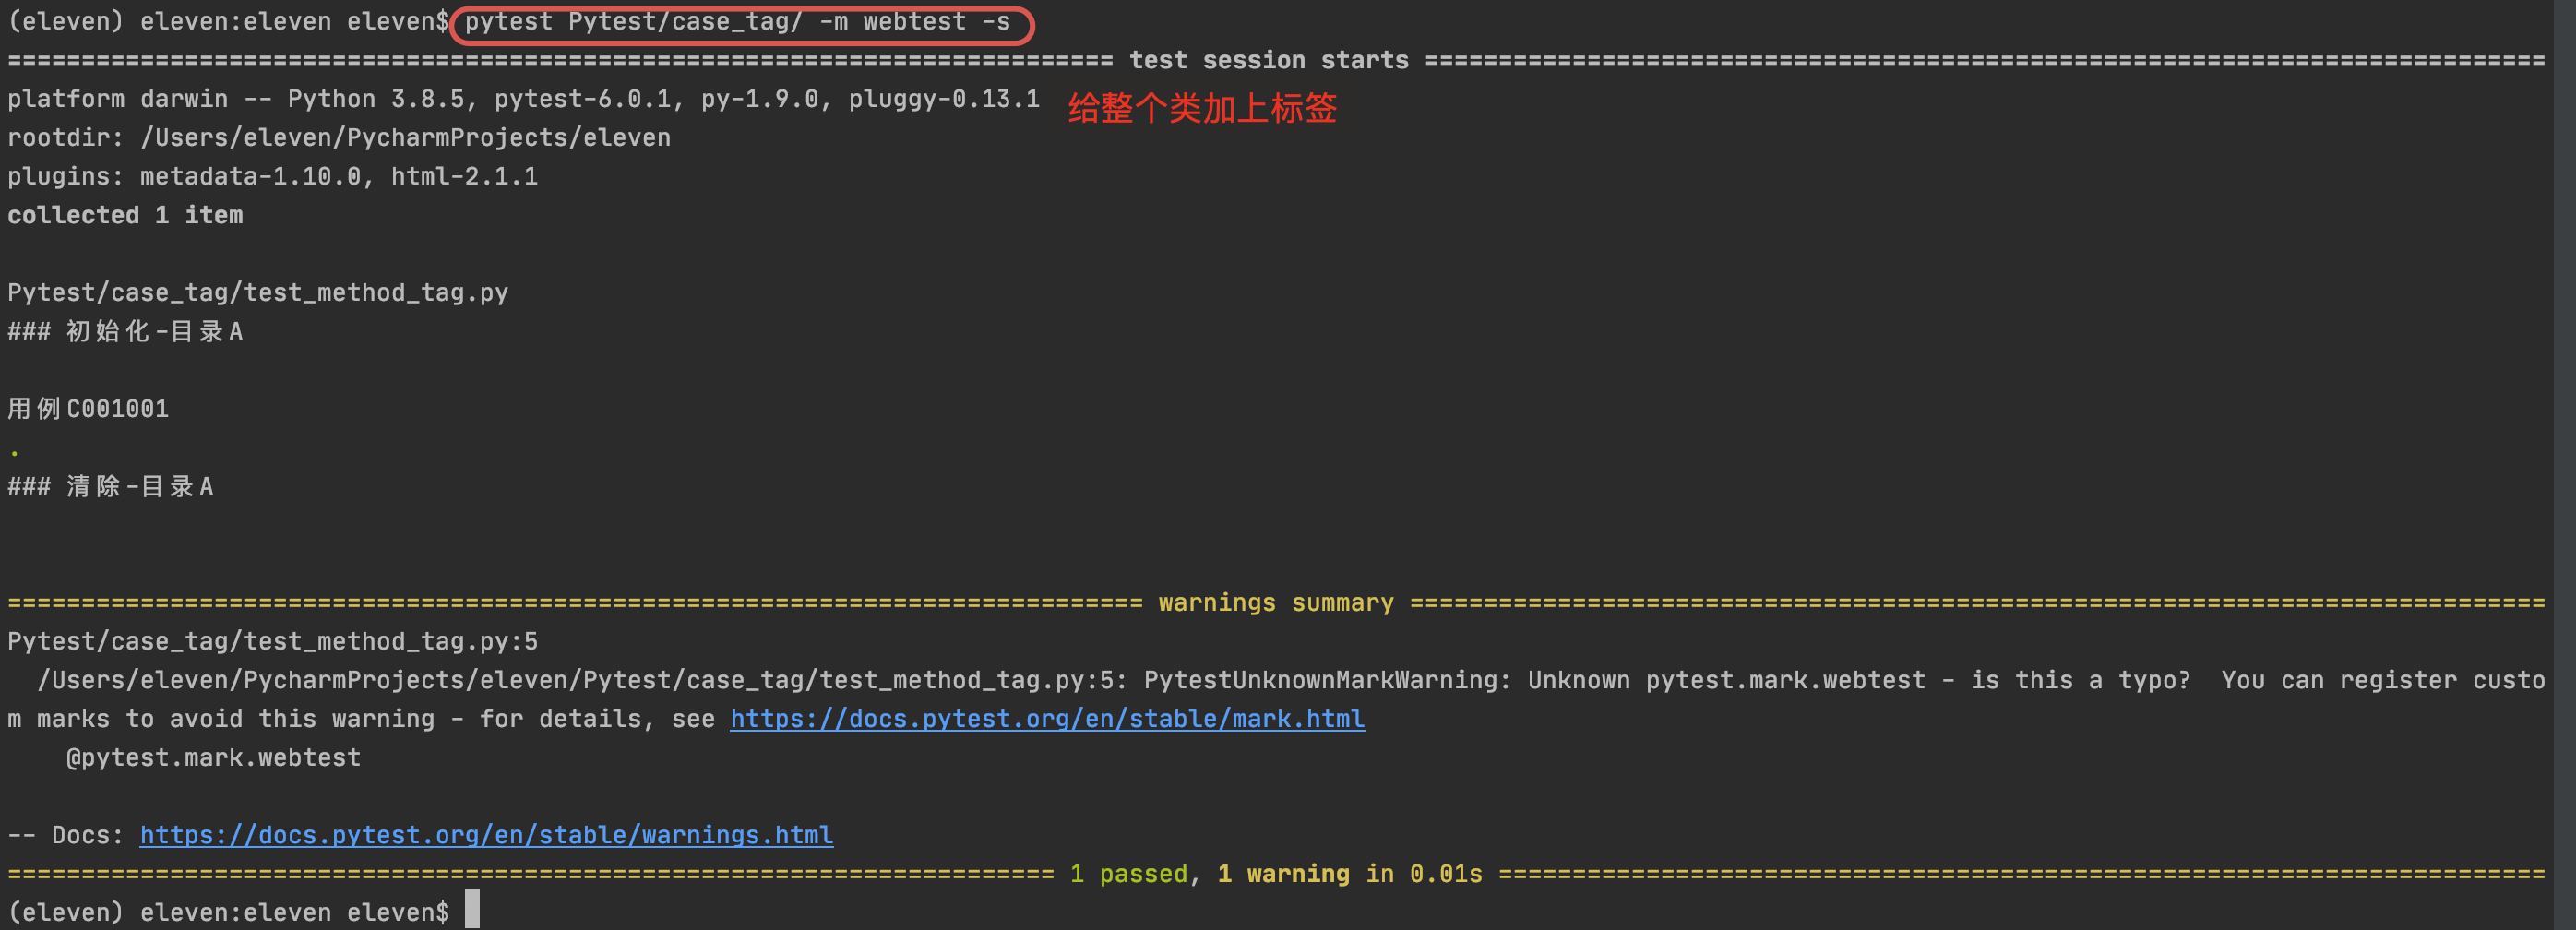 (eleven) eleven:eleven eleven$ pytest Pytest/case_tag/ -m webtest -s
=========================================================================== test session starts ============================================================================
platform darwin -- Python 3.8.5, pytest-6.0.1, py-1.9.0, pluggy-0.13.1 给整个类加上标签
rootdir: /Users/eleven/PycharmProjects/eleven
plugins: metadata-1.10.0, html-2.1.1
collected 1 item
Pytest/case_tag/test_method_tag.py
### 初始化-目录A
用例C001001
.
### 清除-目录A
============================================================================= warnings summary =============================================================================
Pytest/case_tag/test_method_tag.py:5
/Users/eleven/PycharmProjects/eleven/Pytest/case_tag/test_method_tag.py:5: PytestUnknownMarkWarning: Unknown pytest.mark.webtest - is this a typo?  You can register custo
m marks to avoid this warning - for details, see https://docs.pytest.org/en/stable/mark.html
@pytest.mark.webtest
-- Docs: https://docs.pytest.org/en/stable/warnings.html
======================================================================= 1 passed, 1 warning in 0.01s =======================================================================
(eleven) eleven:eleven eleven$